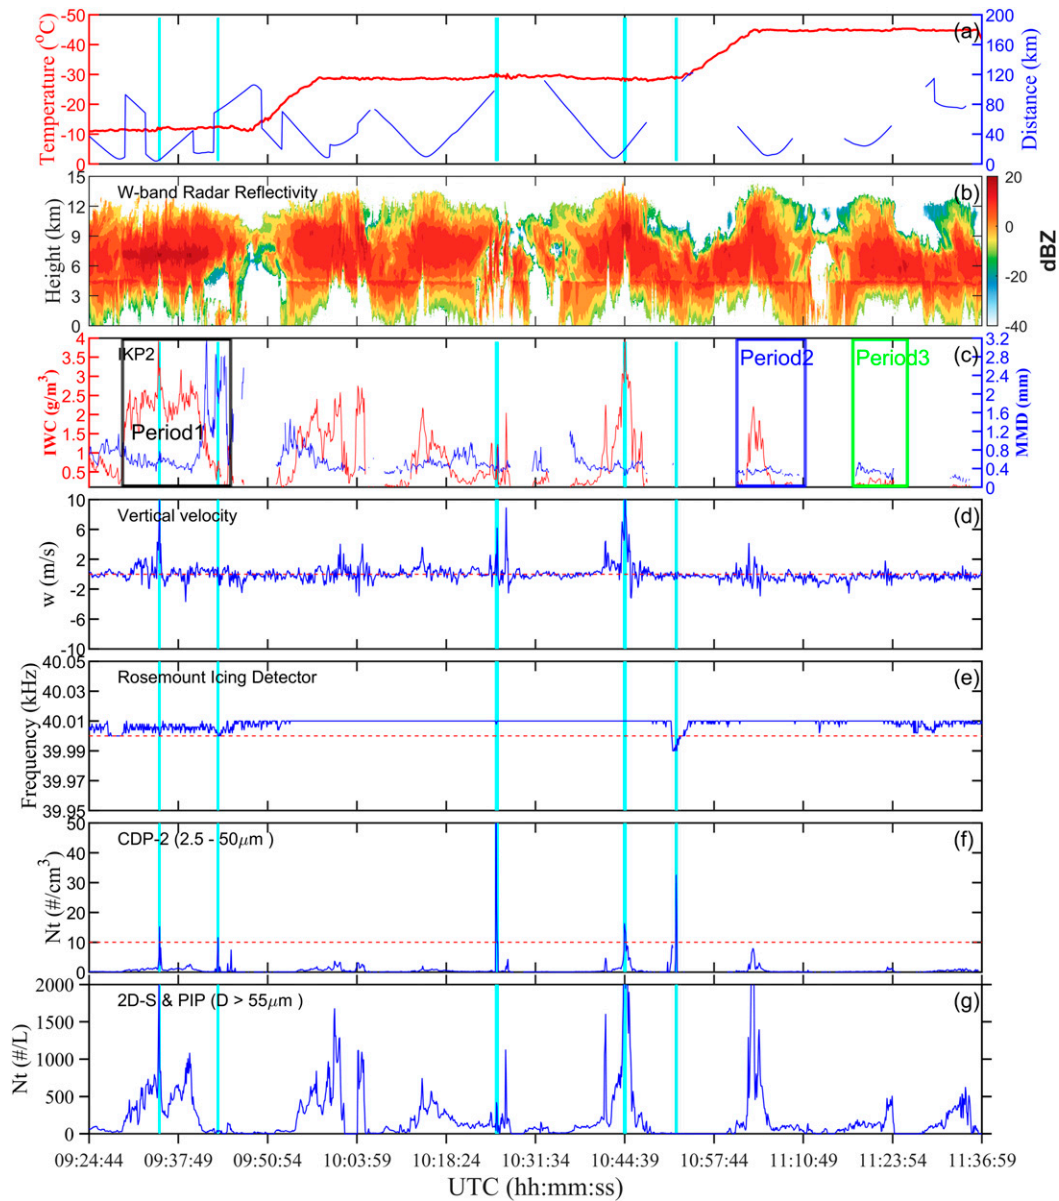 -50
-40
-30
-20
-10
0
Temperature (°C)
(a)
200
160
120
80
40
0
Distance (km)
15
12
9
6
3
0
Height (km)
W-band Radar Reflectivity
(b)
20
0
-20
-40
dBZ
4
3.5
3
2.5
2
1.5
1
0.5
IWC (g/m³)
IKP2
Period1
Period2
Period3
(c)
3.2
2.8
2.4
2
1.6
1.2
0.8
0.4
0
MMD (mm)
10
6
2
-2
-6
-10
w (m/s)
Vertical velocity
(d)
40.05
40.03
40.01
39.99
39.97
39.95
Frequency (kHz)
Rosemount Icing Detector
(e)
50
40
30
20
10
0
Nt (#/cm³)
CDP-2 (2.5 - 50μm )
(f)
2000
1500
1000
500
0
Nt (#/L)
2D-S & PIP (D > 55μm )
(g)
09:24:44 09:37:49 09:50:54 10:03:59 10:18:24 10:31:34 10:44:39 10:57:44 11:10:49 11:23:54 11:36:59
UTC (hh:mm:ss)